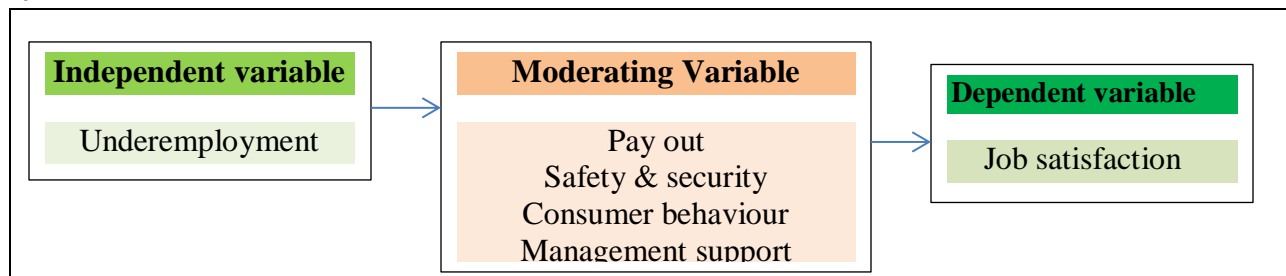 Independent variable
Underemployment
Moderating Variable
Pay out
Safety & security
Consumer behaviour
Management support
Dependent variable
Job satisfaction